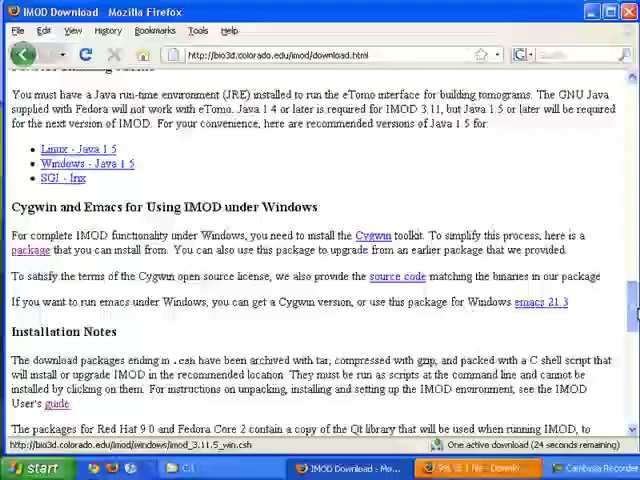 IMOD Download - Mozilla Firefox
File Edit View History Bookmarks Tools Help
http://bio3d.colorado.edu/imod/download.html
You must have a Java run-time environment (JRE) installed to run the eTomo interface for building tomograms. The GNU Java
supplied with Fedora will not work with eTomo. Java 1.4 or later is required for IMOD 3.11, but Java 1.5 or later will be required
for the next version of IMOD. For your convenience, here are recommended versions of Java 1.5 for:
Linux - Java 1.5
Windows - Java 1.5
SGI - Irix
Cygwin and Emacs for Using IMOD under Windows
For complete IMOD functionality under Windows, you need to install the Cygwin toolkit. To simplify this process, here is a
package that you can install from. You can also use this package to upgrade from an earlier package that we provided.
To satisfy the terms of the Cygwin open source license, we also provide the source code matching the binaries in our package
If you want to run emacs under Windows, you can get a Cygwin version, or use this package for Windows emacs 21.3
Installation Notes
The download packages ending in .csh have been archived with tar, compressed with gzip, and packed with a C shell script that
will install or upgrade IMOD in the recommended location. They must be run as scripts at the command line and cannot be
installed by clicking on them. For instructions on unpacking, installing and setting up the IMOD environment, see the IMOD
User's guide.
The packages for Red Hat 9.0 and Fedora Core 2 contain a copy of the Qt library that will be used when running IMOD, to
http://bio3d.colorado.edu/imod/windows/imod_3.11.5_win.csh
One active download (24 seconds remaining)
start
C:\
IMOD Download - Mo...
Camtasia Recorder